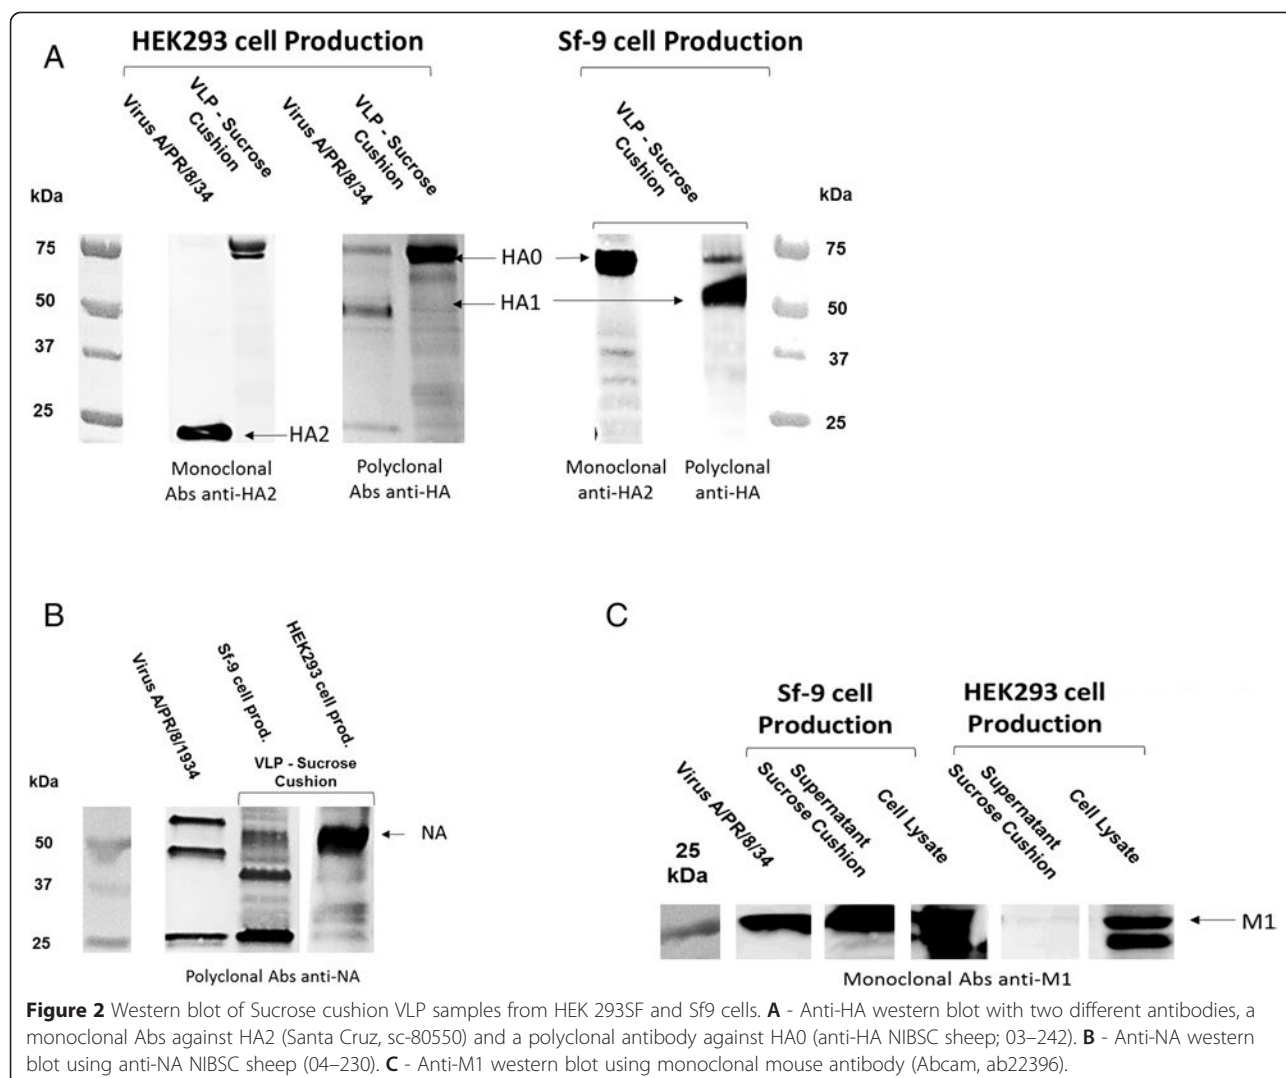 A
HEK293 cell Production
Sf-9 cell Production
Virus A/PR/8/34
VLP - Sucrose
Cushion
Virus A/PR/8/34
VLP - Sucrose
Cushion
VLP - Sucrose
Cushion
kDa
kDa
75
HA0
75
50
HA1
50
37
37
25
25
HA2
Monoclonal
Abs anti-HA2
Polyclonal
Abs anti-HA
Monoclonal
anti-HA2
Polyclonal
anti-HA
B
Virus A/PR/8/1934
Sf-9 cell prod.
HEK293 cell prod.
VLP - Sucrose
Cushion
kDa
50
NA
37
25
Polyclonal Abs anti-NA
C
Sf-9 cell
Production
HEK293 cell
Production
Virus A/PR/8/34
Supernatant
Sucrose Cushion
Cell Lysate
Supernatant
Sucrose Cushion
Cell Lysate
25
kDa
M1
Monoclonal Abs anti-M1
Figure 2 Western blot of Sucrose cushion VLP samples from HEK 293SF and Sf9 cells. A - Anti-HA western blot with two different antibodies, a
monoclonal Abs against HA2 (Santa Cruz, sc-80550) and a polyclonal antibody against HA0 (anti-HA NIBSC sheep; 03–242). B - Anti-NA western
blot using anti-NA NIBSC sheep (04–230). C - Anti-M1 western blot using monoclonal mouse antibody (Abcam, ab22396).